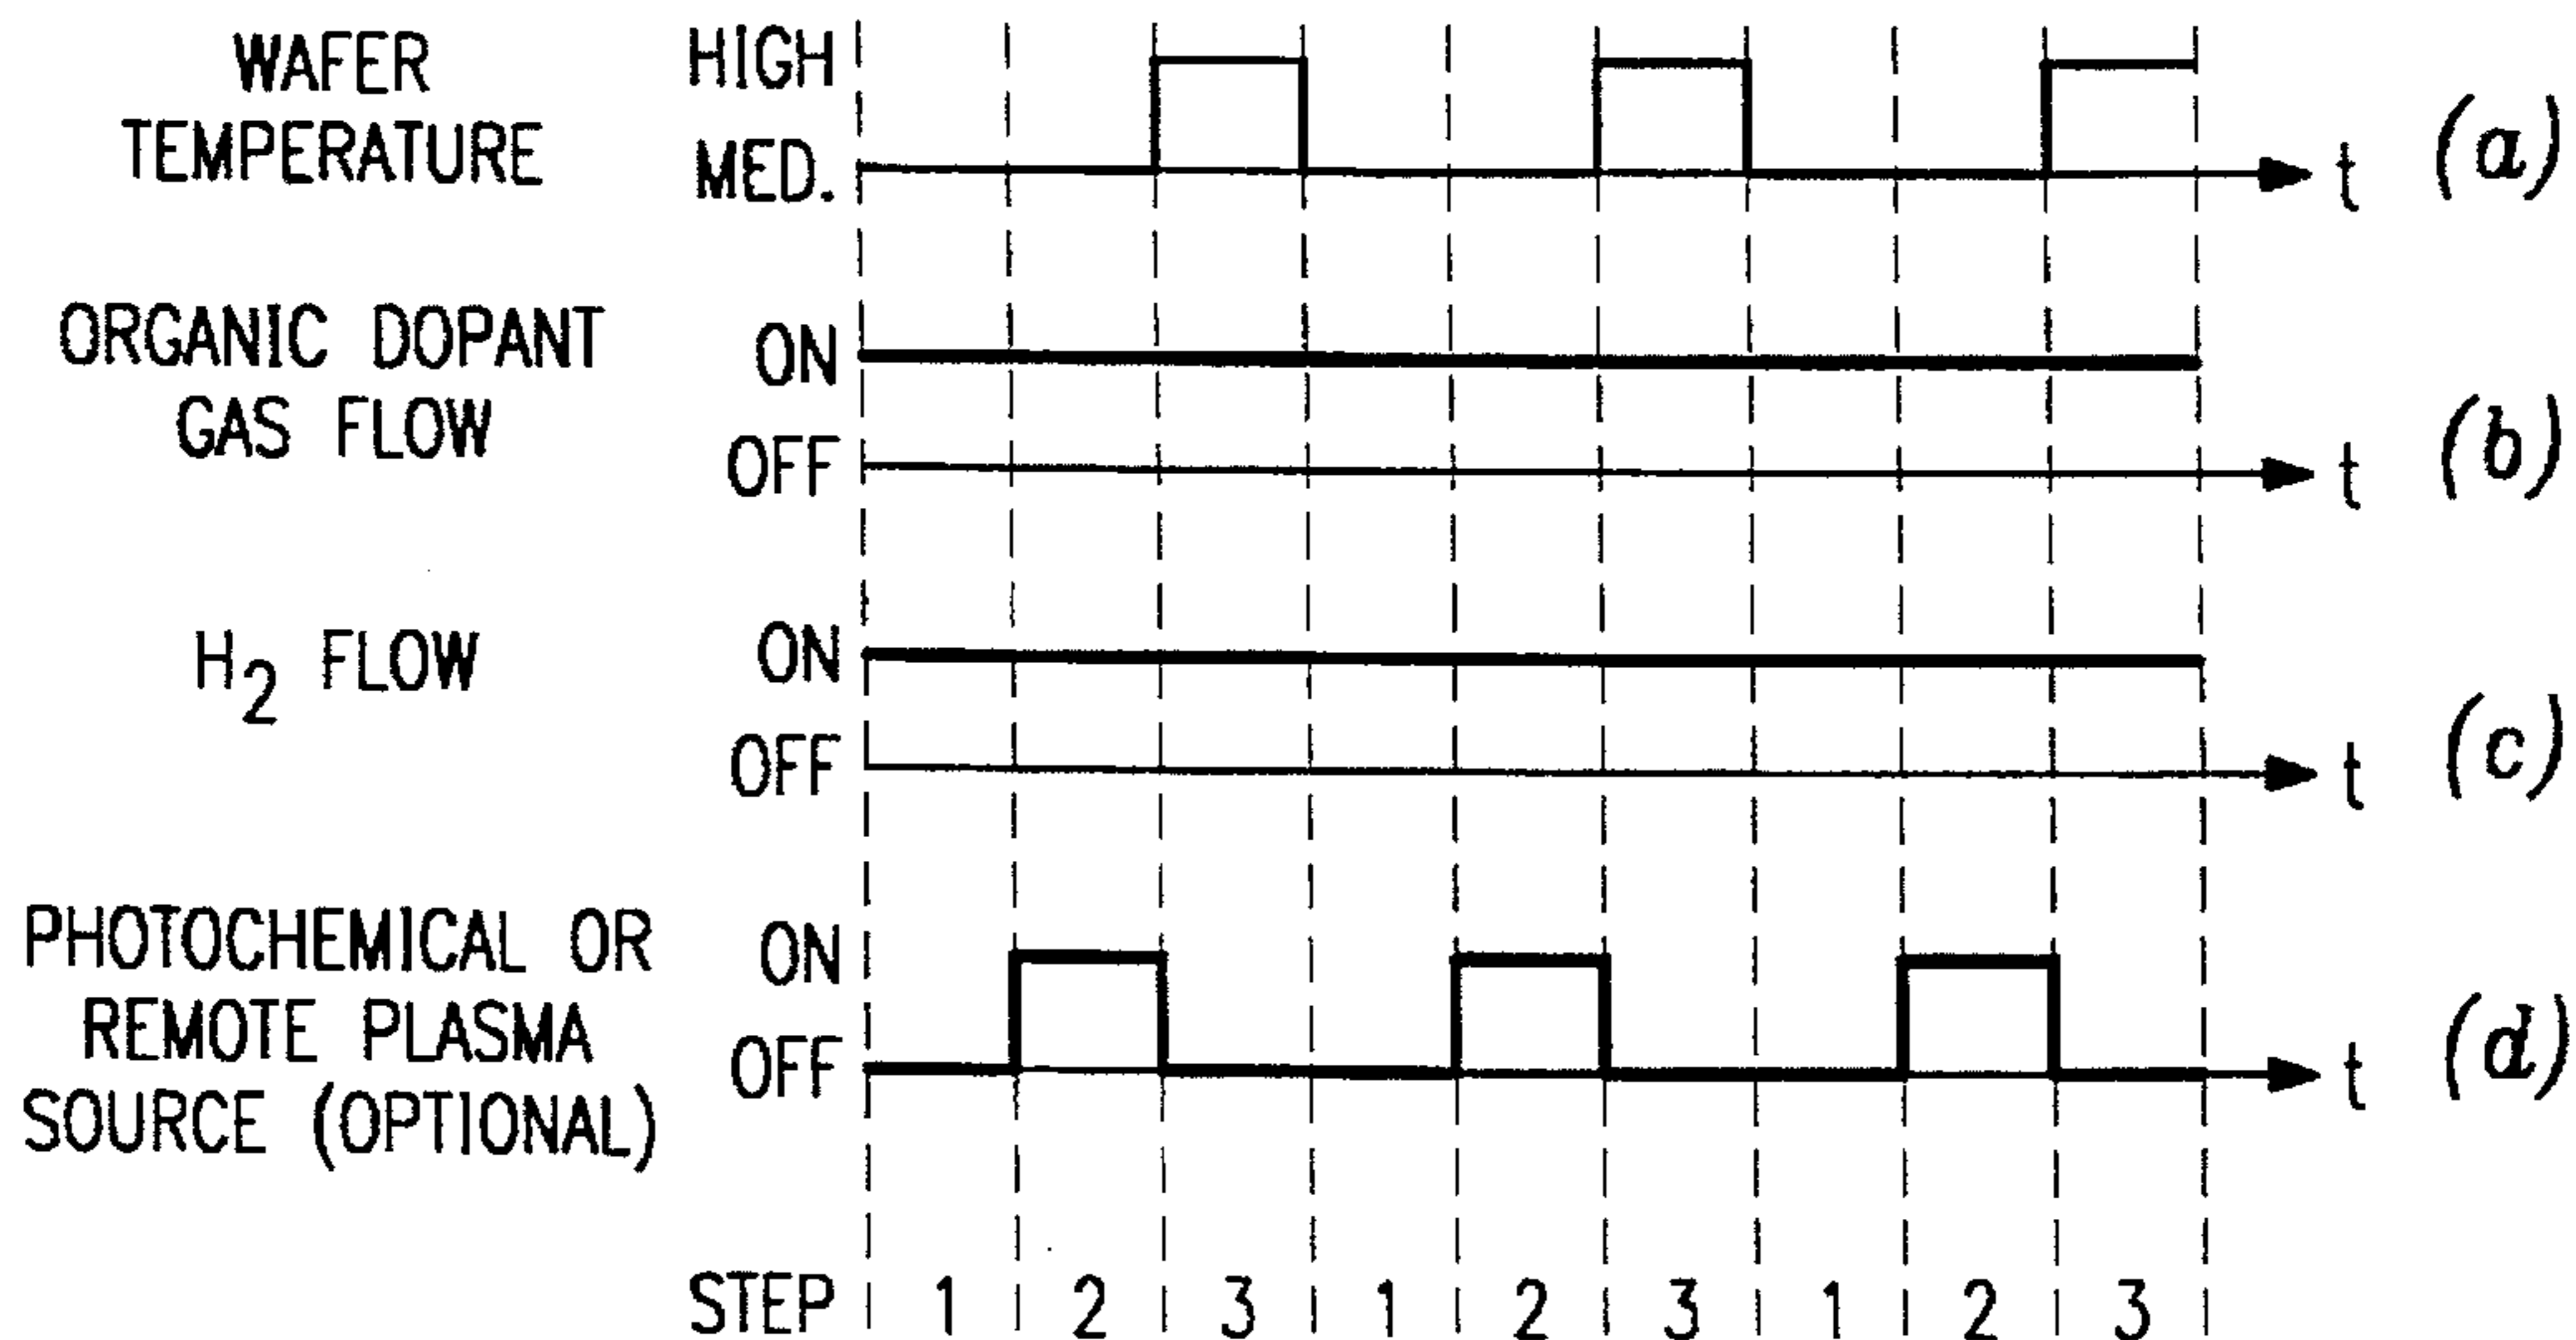 WAFER
TEMPERATURE
HIGH
MED.
t
(a)
ORGANIC DOPANT
GAS FLOW
ON
OFF
t
(b)
H2 FLOW
ON
OFF
t
(c)
PHOTOCHEMICAL OR
REMOTE PLASMA
SOURCE (OPTIONAL)
ON
OFF
t
(d)
STEP 1 2 3 1 2 3 1 2 3